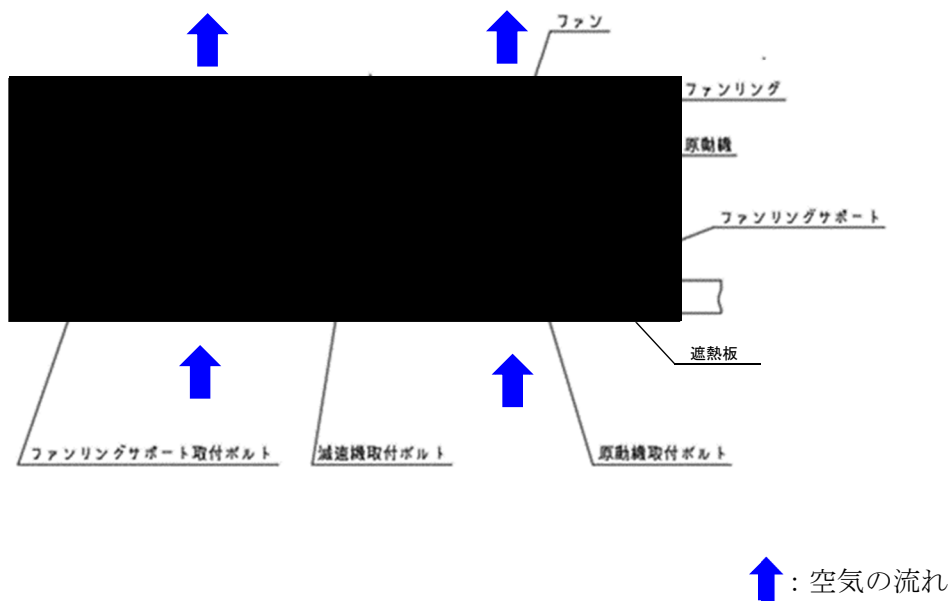 ファン
ファンリング
原動機
ファンリングサポート
遮熱板
ファンリングサポート取付ボルト
減速機取付ボルト
原動機取付ボルト
：空気の流れ